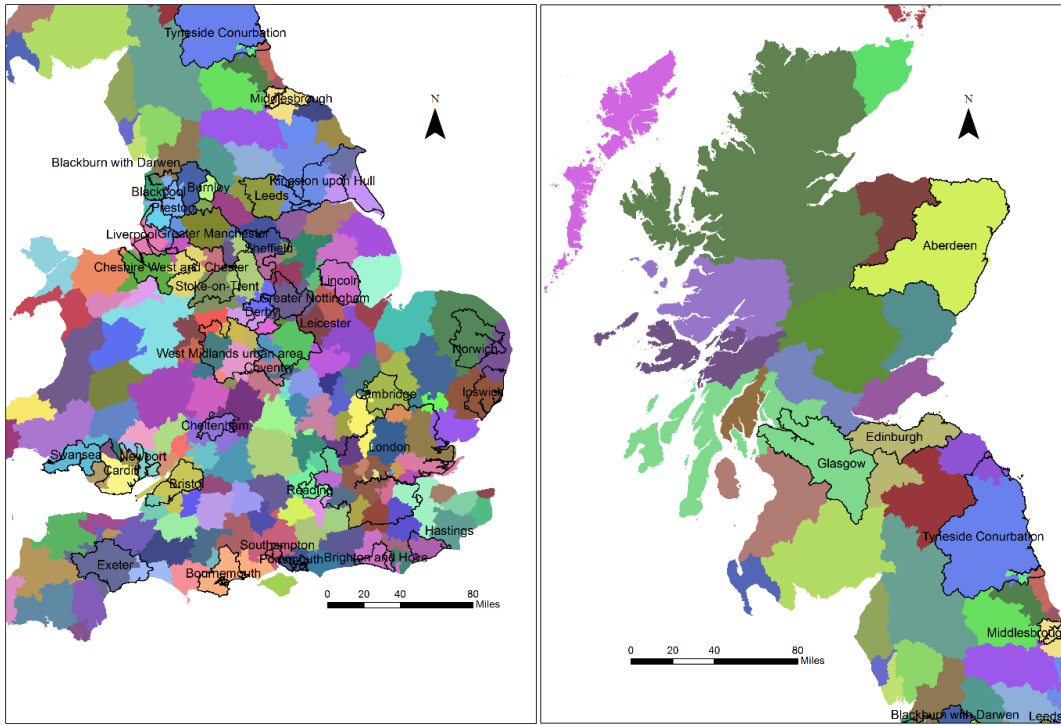 Tyneside Conurbation
Middlesbrough
N
Blackburn with Darwen
Blackpool
Burnley
Preston
Leeds
Kingston upon Hull
Liverpool
Greater Manchester
Sheffield
Cheshire West and Chester
Stoke-on-Trent
Lincoln
Greater Nottingham
Derby
Leicester
West Midlands urban area
Coventry
Norwich
Cambridge
Ipswich
Cheltenham
London
Swansea
Newport
Cardiff
Bristol
Reading
Hastings
Southampton
Portsmouth
Brighton and Hove
Exeter
Bournemouth
0 20 40 80
Miles
N
Aberdeen
Edinburgh
Glasgow
Tyneside Conurbation
Middlesbroug
0 20 40 80
Miles
Blackburn with Darwen
Leeds